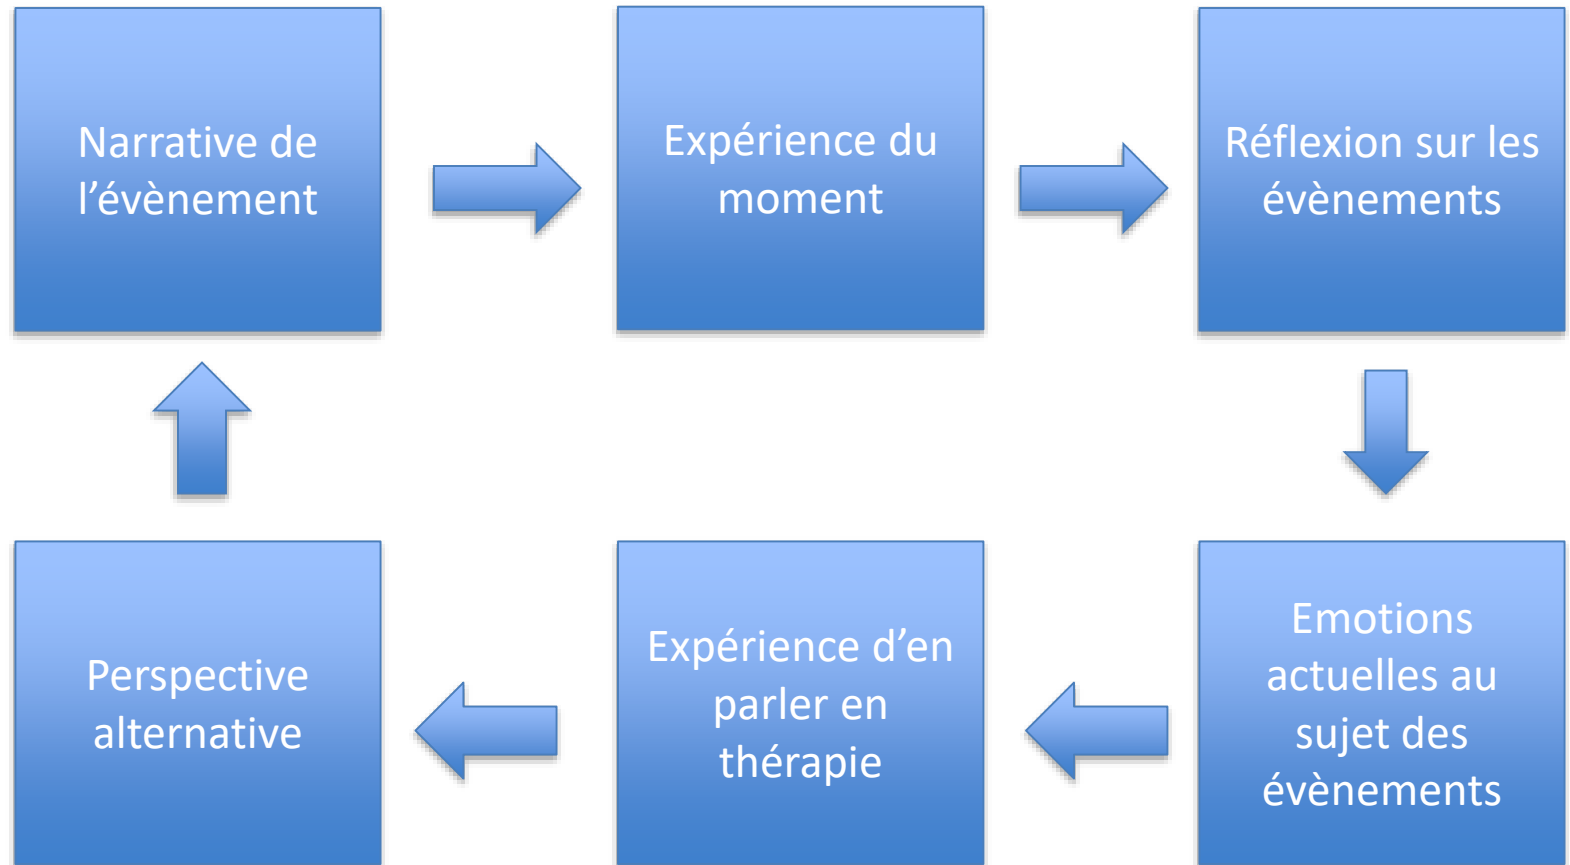 Narrative de
l’évènement
Expérience du
moment
Réflexion sur les
évènements
Emotions
actuelles au
sujet des
évènements
Expérience d’en
parler en
thérapie
Perspective
alternative